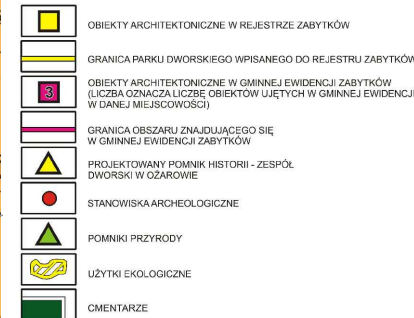 OBIEKTY ARCHITEKTONICZNE W REJESTRZE ZABYTKÓW
GRANICA PARKU DWORSKIEGO WPISANEGO DO REJESTRU ZABYTKÓW
3
OBIEKTY ARCHITEKTONICZNE W GMINNEJ EWIDENCJI ZABYTKÓW
(LICZBA OZNACZA LICZBĘ OBIEKTÓW UJĘTYCH W GMINNEJ EWIDENCJI
W DANEJ MIEJSCOWOŚCI)
GRANICA OBSZARU ZNAJDUJĄCEGO SIĘ
W GMINNEJ EWIDENCJI ZABYTKÓW
PROJEKTOWANY POMNIK HISTORII - ZESPÓŁ
DWORSKI W OŻAROWIE
STANOWISKA ARCHEOLOGICZNE
POMNIKI PRZYRODY
UŻYTKI EKOLOGICZNE
CMENTARZE